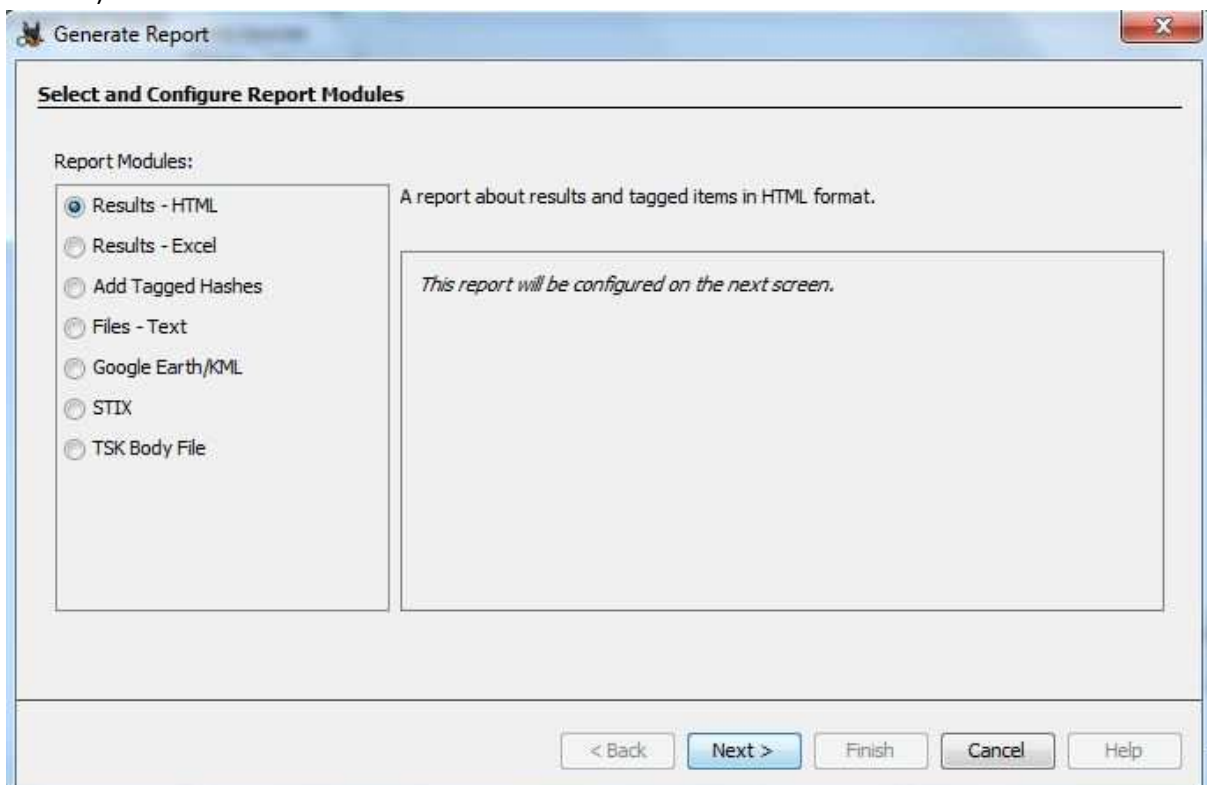 Generate Report
Select and Configure Report Modules
Report Modules:
Results - HTML
Results - Excel
Add Tagged Hashes
Files - Text
Google Earth/KML
STIX
TSK Body File
A report about results and tagged items in HTML format.
This report will be configured on the next screen.
< Back
Next >
Finish
Cancel
Help